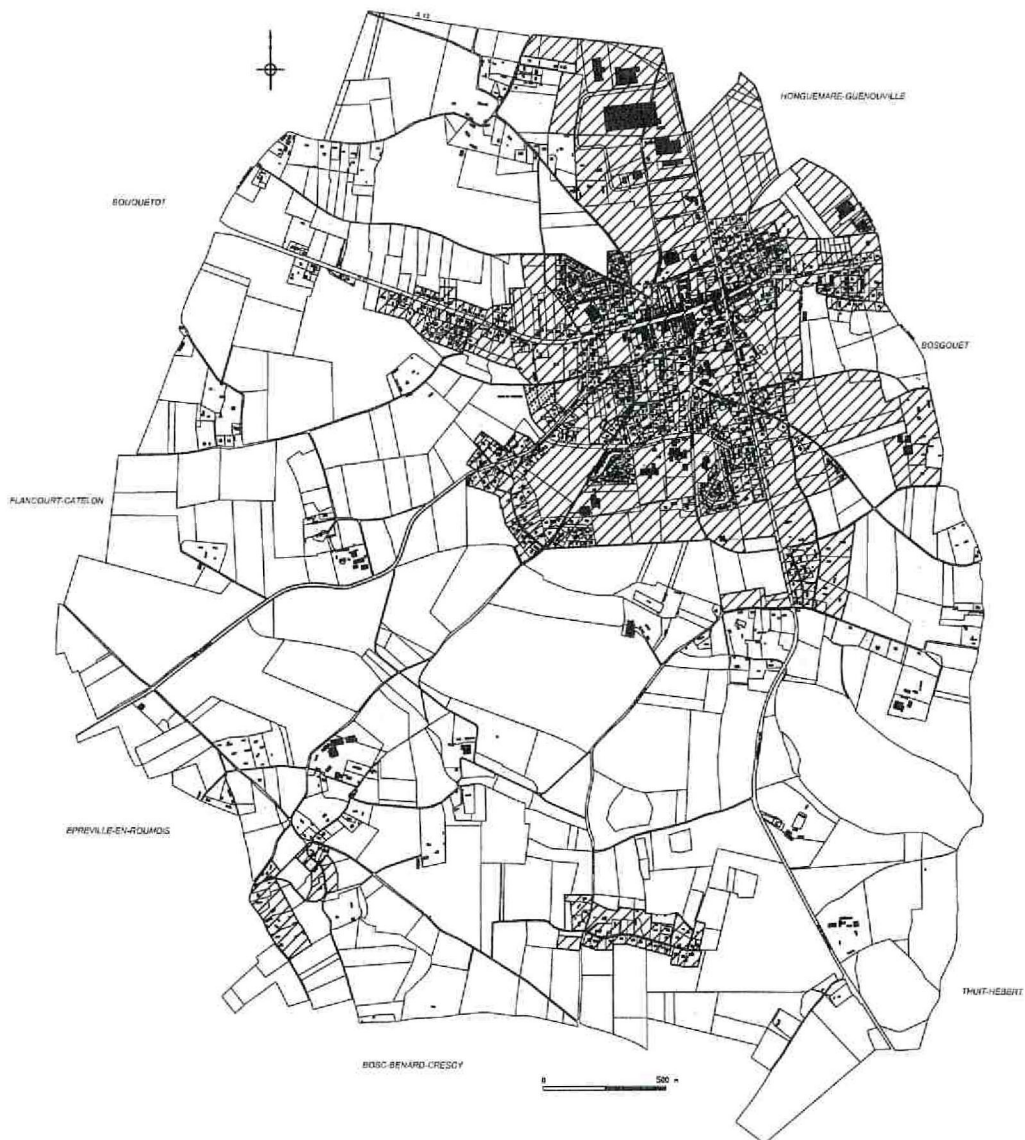 A 13
HONGUEMARE-GUENOUVILLE
BOUQUETOT
BOSGOUET
FLANCOURT-CATELON
EPREVILLE-EN-ROUMOIS
THUIT-HEBERT
BOSC-BENARD-CRESCY
0 500 m